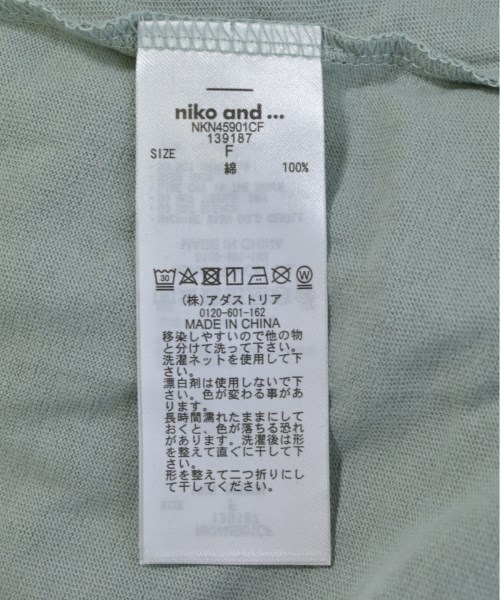 niko and ...
NKN45901CF
139187
SIZE F
綿 100%
30
W
(株)アダストリア
0120-601-162
MADE IN CHINA
移染しやすいので他の物
と分けて洗って下さい。
洗濯ネットを使用して下
さい。
漂白剤は使用しないで下
さい。色が変わる事があ
ります。
長時間濡れたままにして
おくと、色が落ちる恐れ
があります。洗濯後は形
を整えて直ぐに干して下
さい。
形を整えて二つ折りにし
て干してください。